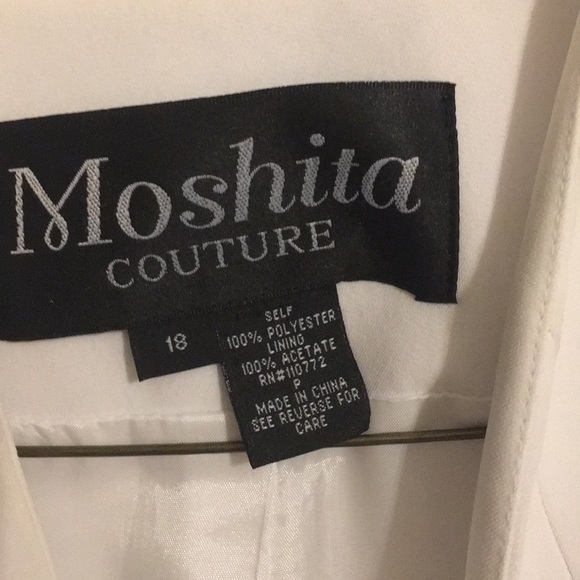 Moshita
COUTURE
18
SELF
100% POLYESTER
LINING
100% ACETATE
RN#110772
P
MADE IN CHINA
SEE REVERSE FOR
CARE